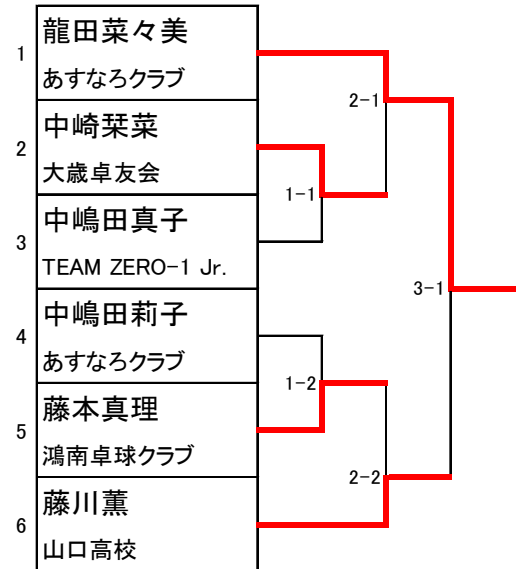 1
龍田菜々美
あすなろクラブ
2
中崎栞菜
大歳卓友会
3
中嶋田真子
TEAM ZERO-1 Jr.
4
中嶋田莉子
あすなろクラブ
5
藤本真理
鴻南卓球クラブ
6
藤川薫
山口高校
2-1
1-1
3-1
1-2
2-2